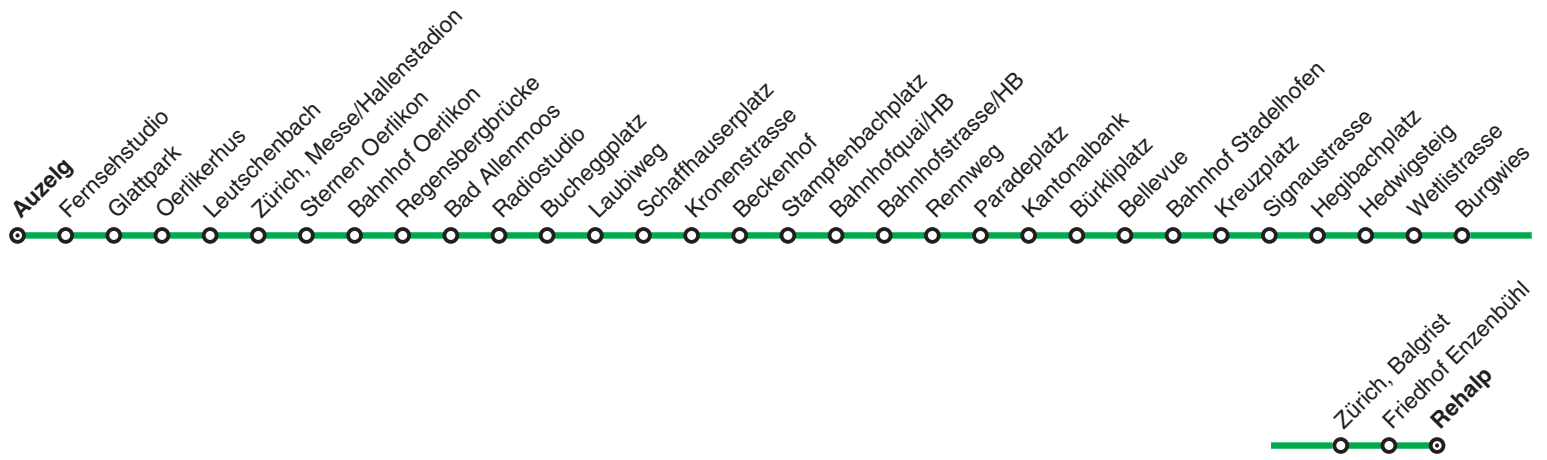 Auzelg
Fernsehstudio
Glattpark
Oerlikerhus
Leutschenbach
Zürich, Messe/Hallenstadion
Sternen Oerlikon
Bahnhof Oerlikon
Regensbergbrücke
Bad Allenmoos
Radiostudio
Bucheggplatz
Laubiweg
Schaffhauserplatz
Kronenstrasse
Beckenhof
Stampfenbachplatz
Bahnhofquai/HB
Bahnhofstrasse/HB
Rennweg
Paradeplatz
Kantonalbank
Bürkliplatz
Bellevue
Bahnhof Stadelhofen
Kreuzplatz
Signaustrasse
Hegibachplatz
Hedwigsteig
Wetlistrasse
Burgwies
Zürich, Balgrist
Friedhof Enzenbühl
Rehalp